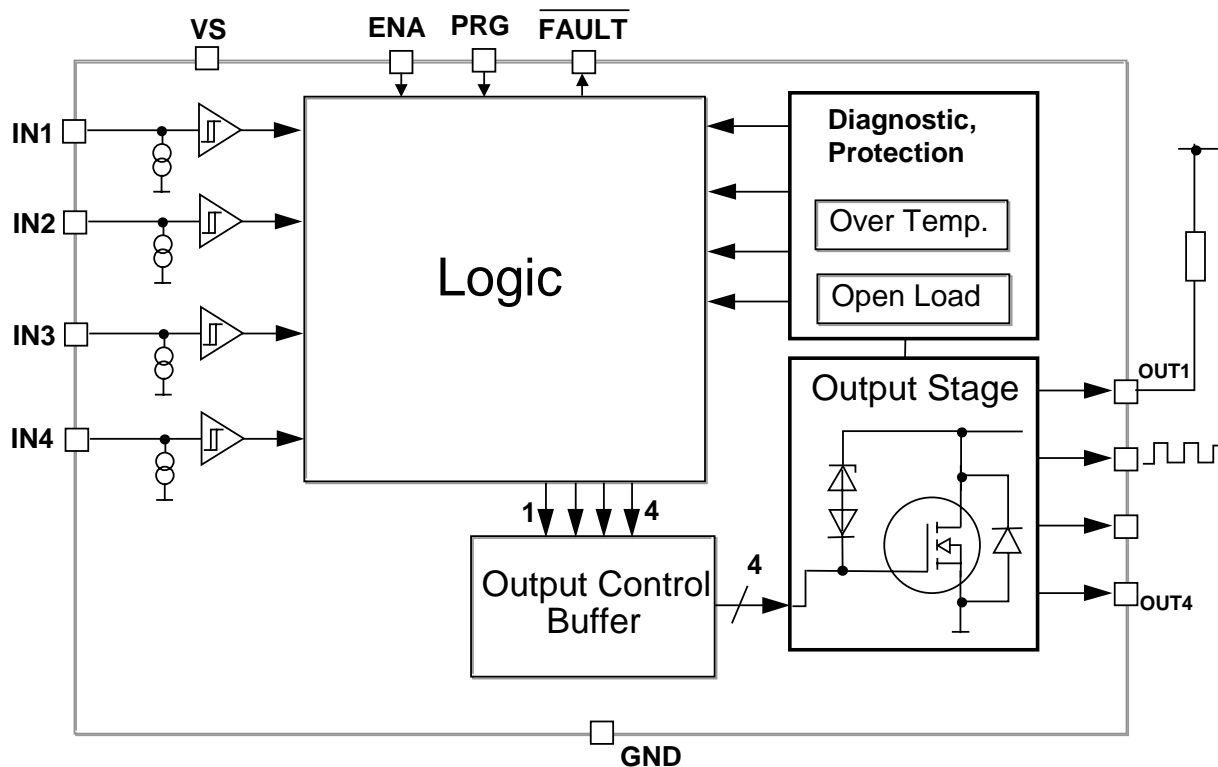 VS
ENA
PRG
FAULT
IN1
IN2
IN3
IN4
Logic
Diagnostic,
Protection
Over Temp.
Open Load
Output Stage
OUT1
OUT4
1
4
Output Control
Buffer
4
GND